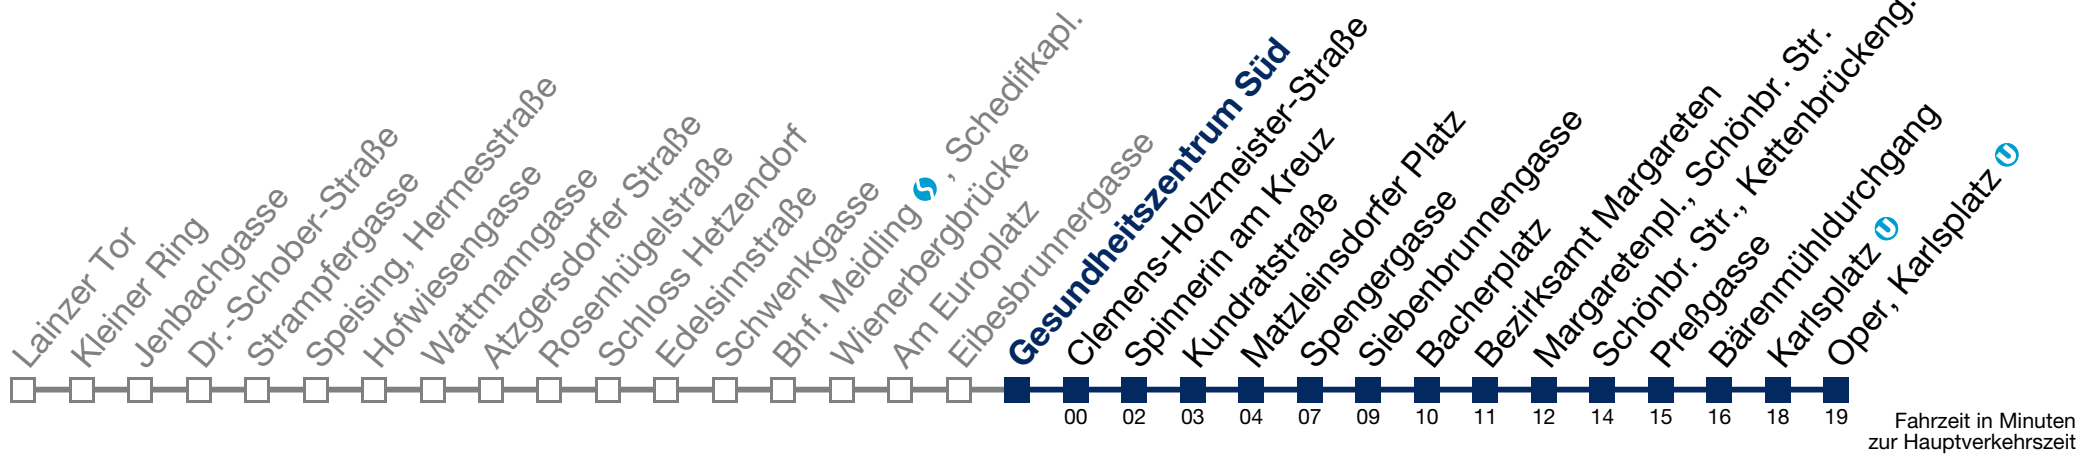 Lainzer Tor
Kleiner Ring
Jenbachgasse
Dr.-Schober-Straße
Strampfergasse
Speising, Hermesstraße
Hofwiesengasse
Wattmanngasse
Atzgersdorfer Straße
Rosenhügelstraße
Schloss Hetzendorf
Edelsinnstraße
Schwenkgasse
Bhf. Meidling S, Schedifkapl.
Wienerbergbrücke
Am Europlatz
Eibesbrunnergasse
Gesundheitszentrum Süd
Clemens-Holzmeister-Straße
Spinnerin am Kreuz
Kundratstraße
Matzleinsdorfer Platz
Spengergasse
Siebenbrunnengasse
Bacherplatz
Bezirksamt Margareten
Margaretenpl., Schönbr. Str.
Schönbr. Str., Kettenbrückeng.
Preßgasse
Bärenmühldurchgang
Karlsplatz U
Oper, Karlsplatz U
00 02 03 04 07 09 10 11 12 14 15 16 18 19
Fahrzeit in Minuten
zur Hauptverkehrszeit